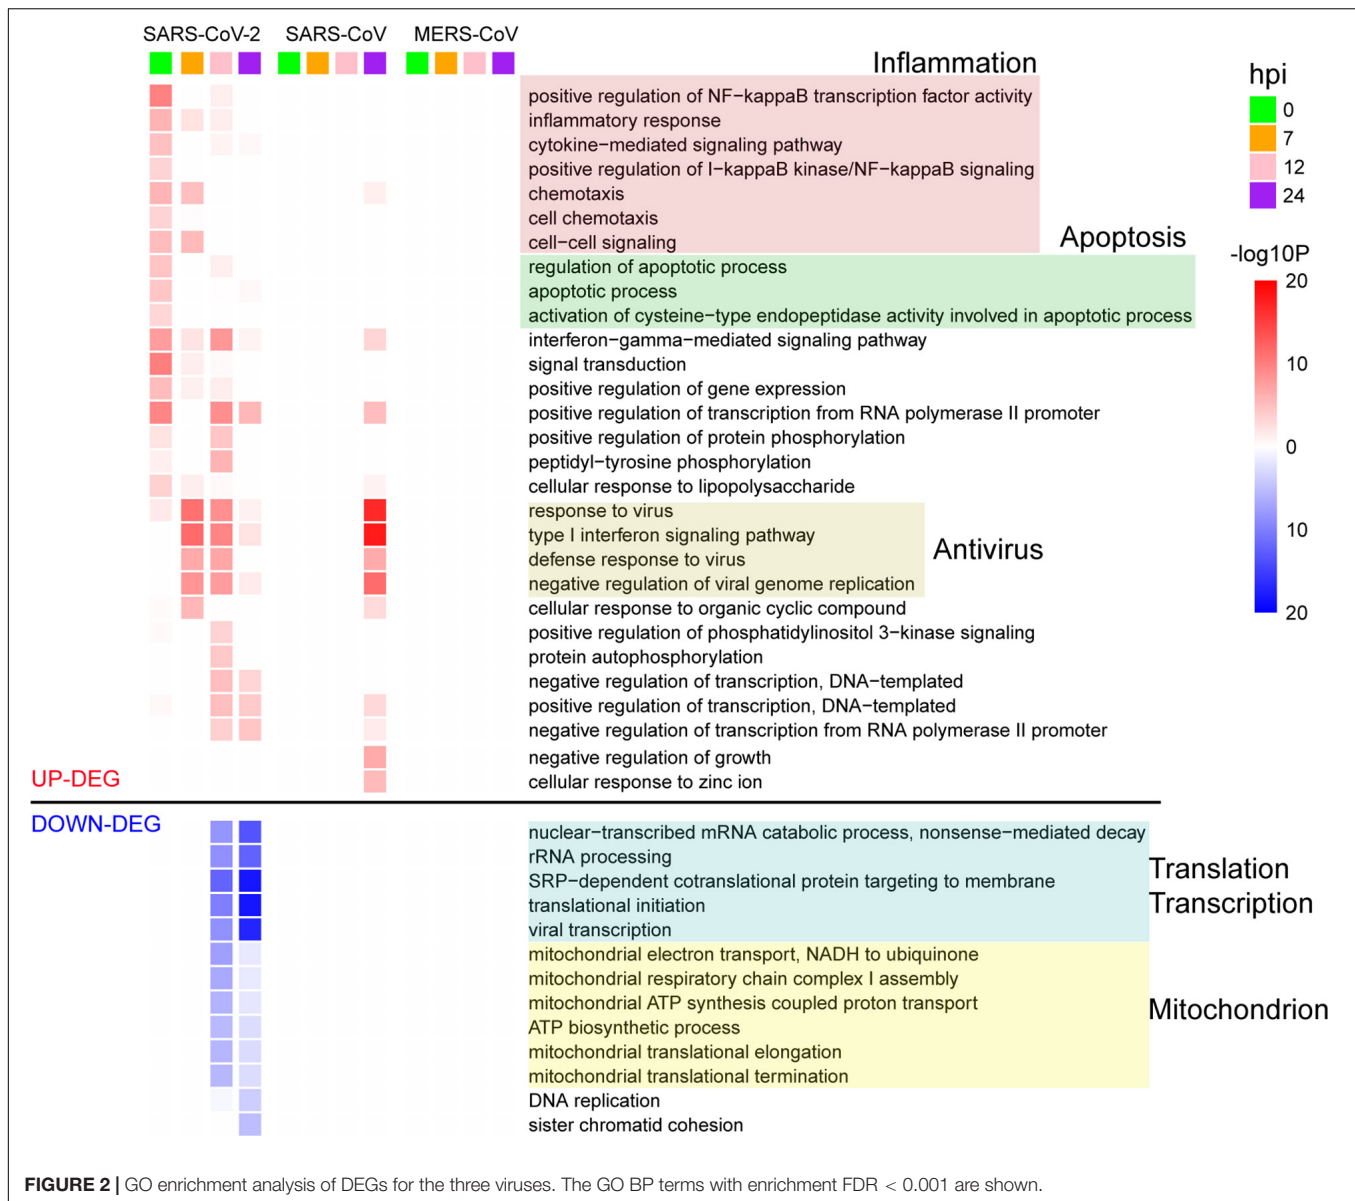 SARS-CoV-2 SARS-CoV MERS-CoV
Inflammation
positive regulation of NF−kappaB transcription factor activity
inflammatory response
cytokine−mediated signaling pathway
positive regulation of I−kappaB kinase/NF−kappaB signaling
chemotaxis
cell chemotaxis
cell−cell signaling
Apoptosis
regulation of apoptotic process
apoptotic process
activation of cysteine−type endopeptidase activity involved in apoptotic process
interferon−gamma−mediated signaling pathway
signal transduction
positive regulation of gene expression
positive regulation of transcription from RNA polymerase II promoter
positive regulation of protein phosphorylation
peptidyl−tyrosine phosphorylation
cellular response to lipopolysaccharide
response to virus
type I interferon signaling pathway
defense response to virus
negative regulation of viral genome replication
Antivirus
cellular response to organic cyclic compound
positive regulation of phosphatidylinositol 3−kinase signaling
protein autophosphorylation
negative regulation of transcription, DNA−templated
positive regulation of transcription, DNA−templated
negative regulation of transcription from RNA polymerase II promoter
negative regulation of growth
cellular response to zinc ion
UP-DEG
DOWN-DEG
nuclear−transcribed mRNA catabolic process, nonsense−mediated decay
rRNA processing
SRP−dependent cotranslational protein targeting to membrane
translational initiation
viral transcription
Translation
Transcription
mitochondrial electron transport, NADH to ubiquinone
mitochondrial respiratory chain complex I assembly
mitochondrial ATP synthesis coupled proton transport
ATP biosynthetic process
mitochondrial translational elongation
mitochondrial translational termination
Mitochondrion
DNA replication
sister chromatid cohesion
hpi
0
7
12
24
-log10P
20
10
0
10
20
FIGURE 2 | GO enrichment analysis of DEGs for the three viruses. The GO BP terms with enrichment FDR < 0.001 are shown.